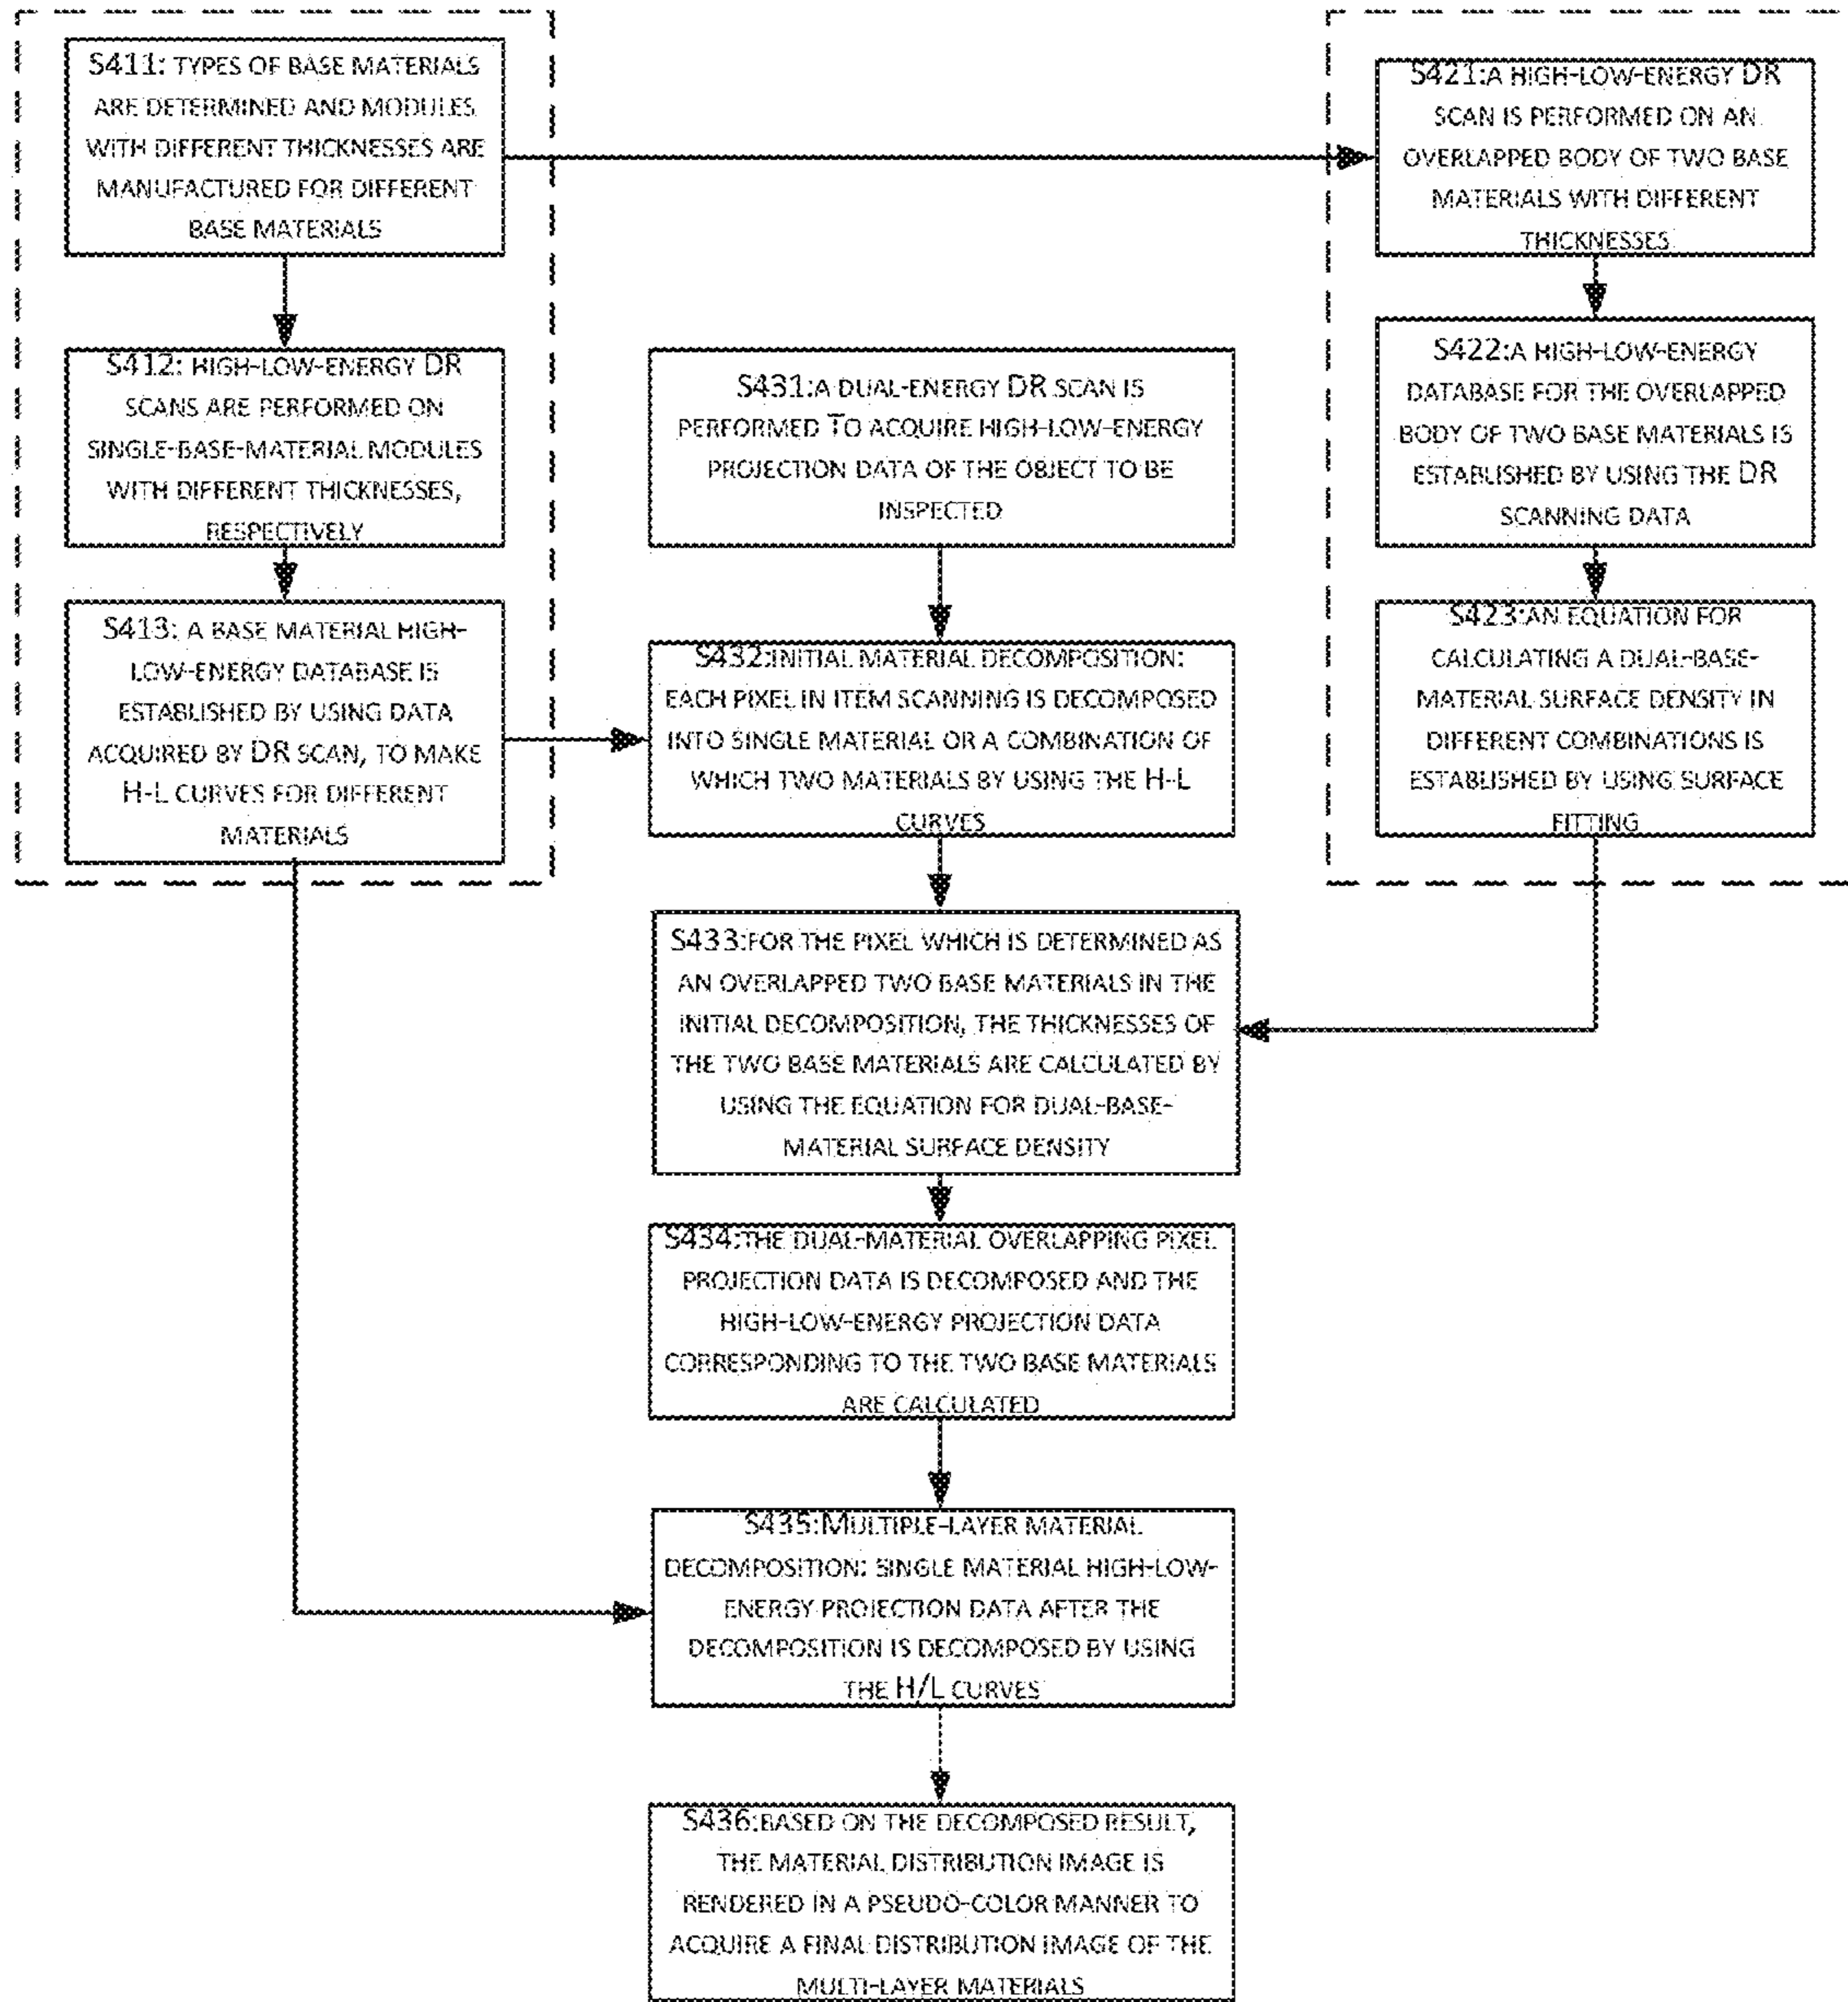 S411: TYPES OF BASE MATERIALS
ARE DETERMINED AND MODULES
WITH DIFFERENT THICKNESSES ARE
MANUFACTURED FOR DIFFERENT
BASE MATERIALS
S412: HIGH-LOW-ENERGY DR
SCANS ARE PERFORMED ON
SINGLE-BASE-MATERIAL MODULES
WITH DIFFERENT THICKNESSES,
RESPECTIVELY
S413: A BASE MATERIAL HIGH-
LOW-ENERGY DATABASE IS
ESTABLISHED BY USING DATA
ACQUIRED BY DR SCAN, TO MAKE
H-L CURVES FOR DIFFERENT
MATERIALS
S421:A HIGH-LOW-ENERGY DR
SCAN IS PERFORMED ON AN
OVERLAPPED BODY OF TWO BASE
MATERIALS WITH DIFFERENT
THICKNESSES
S422:A HIGH-LOW-ENERGY
DATABASE FOR THE OVERLAPPED
BODY OF TWO BASE MATERIALS IS
ESTABLISHED BY USING THE DR
SCANNING DATA
S423:AN EQUATION FOR
CALCULATING A DUAL-BASE-
MATERIAL SURFACE DENSITY IN
DIFFERENT COMBINATIONS IS
ESTABLISHED BY USING SURFACE
FITTING
S431:A DUAL-ENERGY DR SCAN IS
PERFORMED TO ACQUIRE HIGH-LOW-ENERGY
PROJECTION DATA OF THE OBJECT TO BE
INSPECTED
S432:INITIAL MATERIAL DECOMPOSITION:
EACH PIXEL IN ITEM SCANNING IS DECOMPOSED
INTO SINGLE MATERIAL OR A COMBINATION OF
WHICH TWO MATERIALS BY USING THE H-L
CURVES
S433:FOR THE PIXEL WHICH IS DETERMINED AS
AN OVERLAPPED TWO BASE MATERIALS IN THE
INITIAL DECOMPOSITION, THE THICKNESSES OF
THE TWO BASE MATERIALS ARE CALCULATED BY
USING THE EQUATION FOR DUAL-BASE-
MATERIAL SURFACE DENSITY
S434:THE DUAL-MATERIAL OVERLAPPING PIXEL
PROJECTION DATA IS DECOMPOSED AND THE
HIGH-LOW-ENERGY PROJECTION DATA
CORRESPONDING TO THE TWO BASE MATERIALS
ARE CALCULATED
S435:MULTIPLE-LAYER MATERIAL
DECOMPOSITION: SINGLE MATERIAL HIGH-LOW-
ENERGY PROJECTION DATA AFTER THE
DECOMPOSITION IS DECOMPOSED BY USING
THE H/L CURVES
S436:BASED ON THE DECOMPOSED RESULT,
THE MATERIAL DISTRIBUTION IMAGE IS
RENDERED IN A PSEUDO-COLOR MANNER TO
ACQUIRE A FINAL DISTRIBUTION IMAGE OF THE
MULTI-LAYER MATERIALS